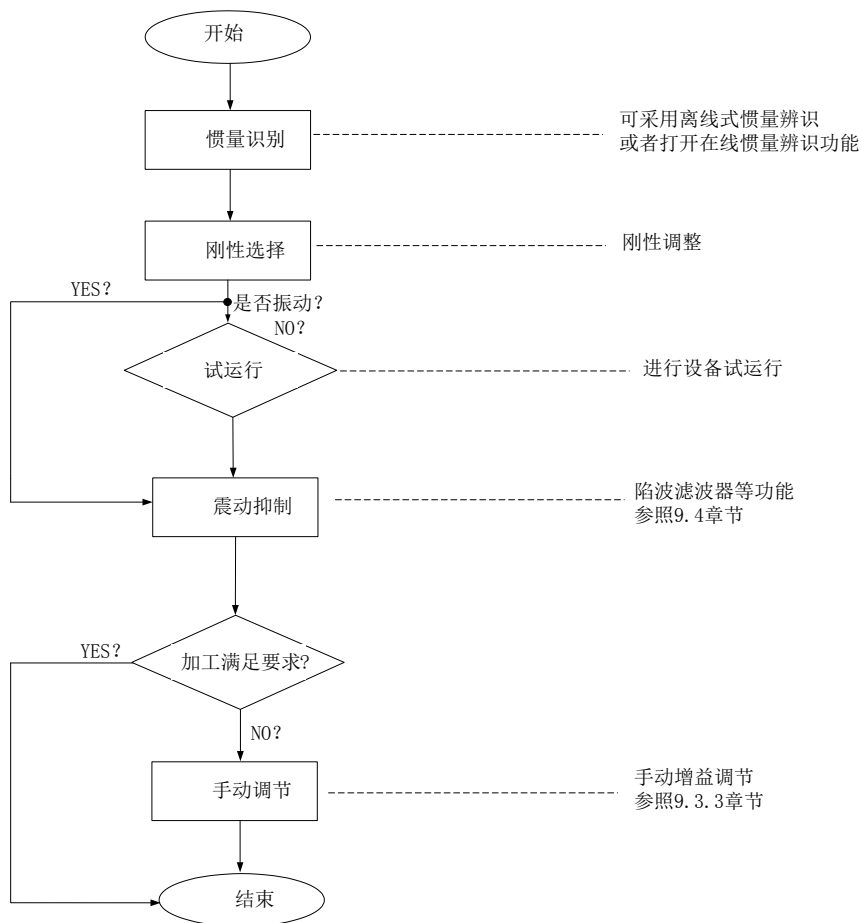 开始
惯量识别
可采用离线式惯量辨识
或者打开在线惯量辨识功能
刚性选择
刚性调整
YES?
是否振动?
NO?
试运行
进行设备试运行
震动抑制
陷波滤波器等功能
参照9.4章节
YES?
加工满足要求?
NO?
手动调节
手动增益调节
参照9.3.3章节
结束